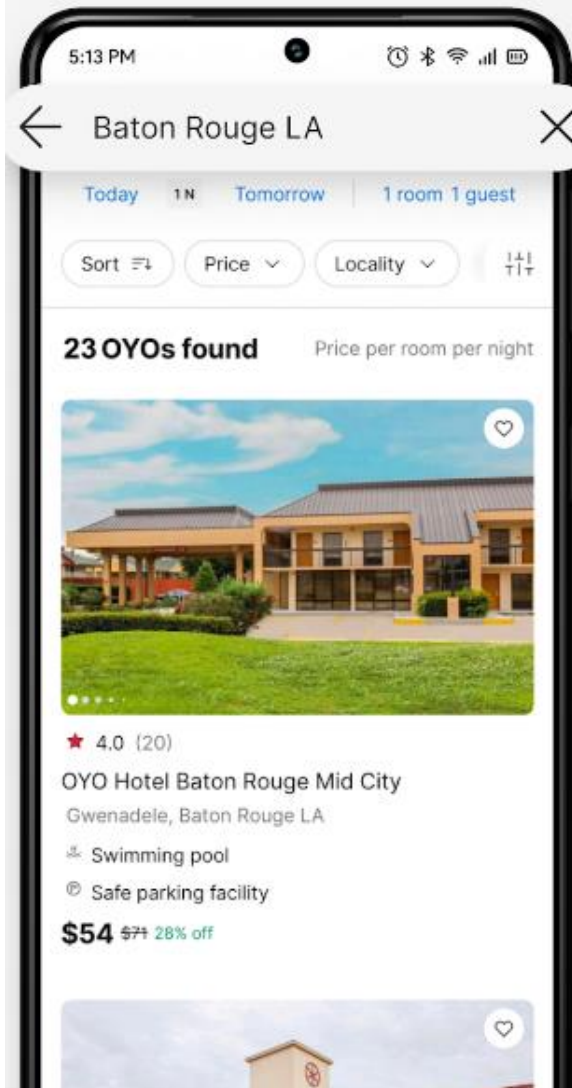 5:13 PM
Baton Rouge LA
Today 1 N Tomorrow 1 room 1 guest
Sort Price Locality
23 OYOs found Price per room per night
4.0 (20)
OYO Hotel Baton Rouge Mid City
Gwenadele, Baton Rouge LA
Swimming pool
Safe parking facility
$54 $71 28% off